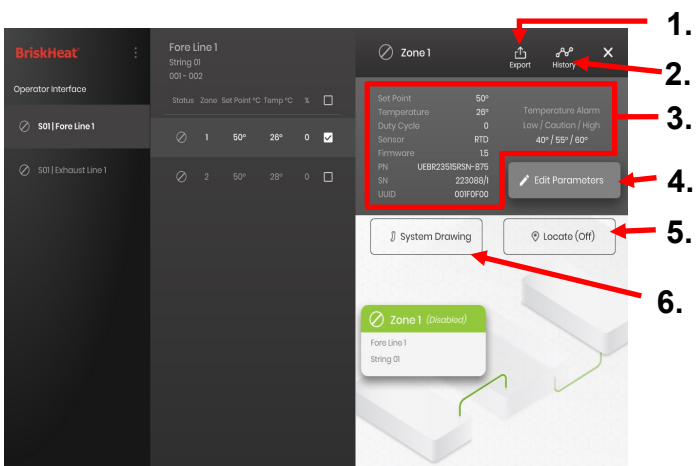 BriskHeat
Operator Interface
S01 | Fore Line 1
S01 | Exhaust Line 1
Fore Line 1
String 01
001 - 002
Status Zone Set Point °C Temp °C %
1 50° 26° 0
2 50° 28° 0
Zone 1
Export
History
Set Point 50°
Temperature 26°
Duty Cycle 0
Sensor RTD
Firmware 1.5
PN UEBR23515RSN-875
SN 223088/1
UUID 001F0F00
Temperature Alarm
Low / Caution / High
40° / 55° / 60°
Edit Parameters
System Drawing
Locate (Off)
Zone 1 (Disabled)
Fore Line 1
String 01
1.
2.
3.
4.
5.
6.